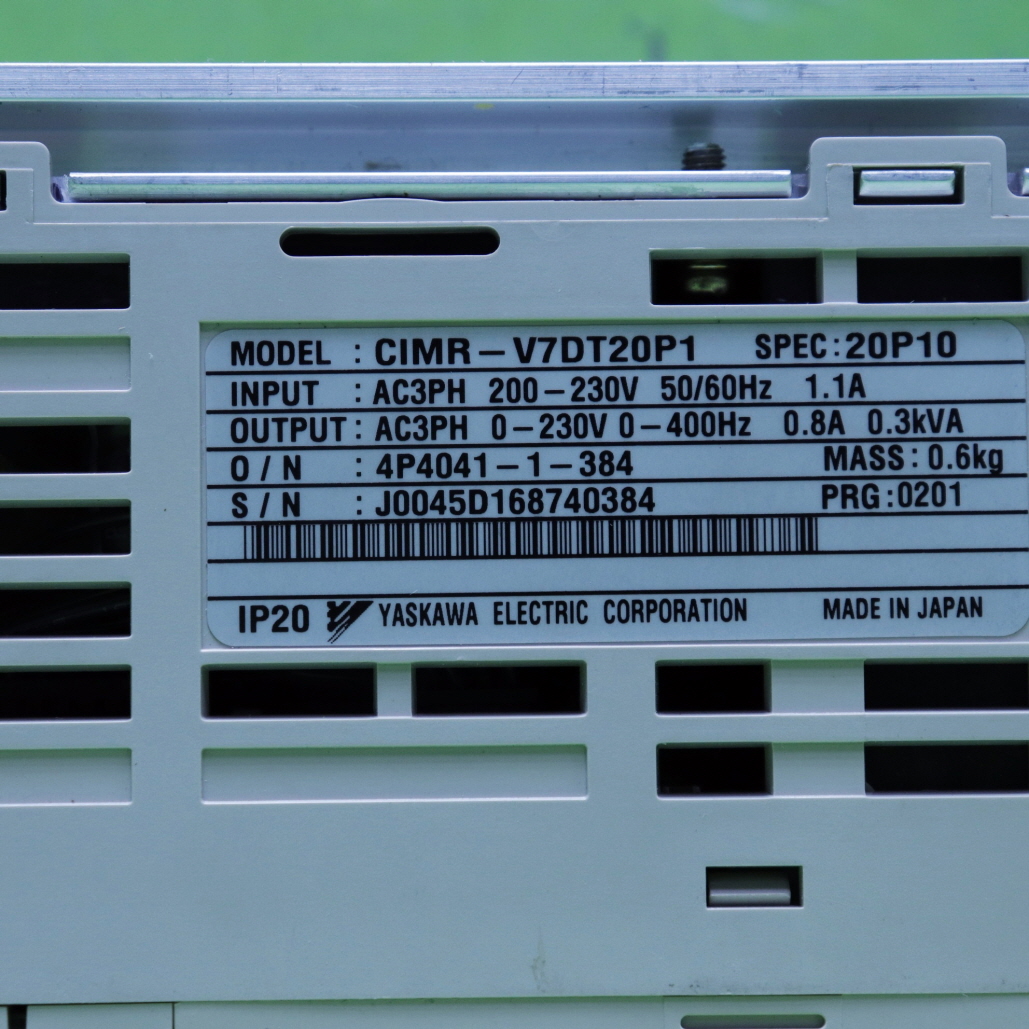 MODEL : CIMR-V7DT20P1 SPEC:20P10
INPUT : AC3PH 200-230V 50/60Hz 1.1A
OUTPUT : AC3PH 0-230V 0-400Hz 0.8A 0.3kVA
O / N : 4P4041-1-384 MASS: 0.6kg
S / N : J0045D168740384 PRG:0201
IP20 YASKAWA ELECTRIC CORPORATION MADE IN JAPAN